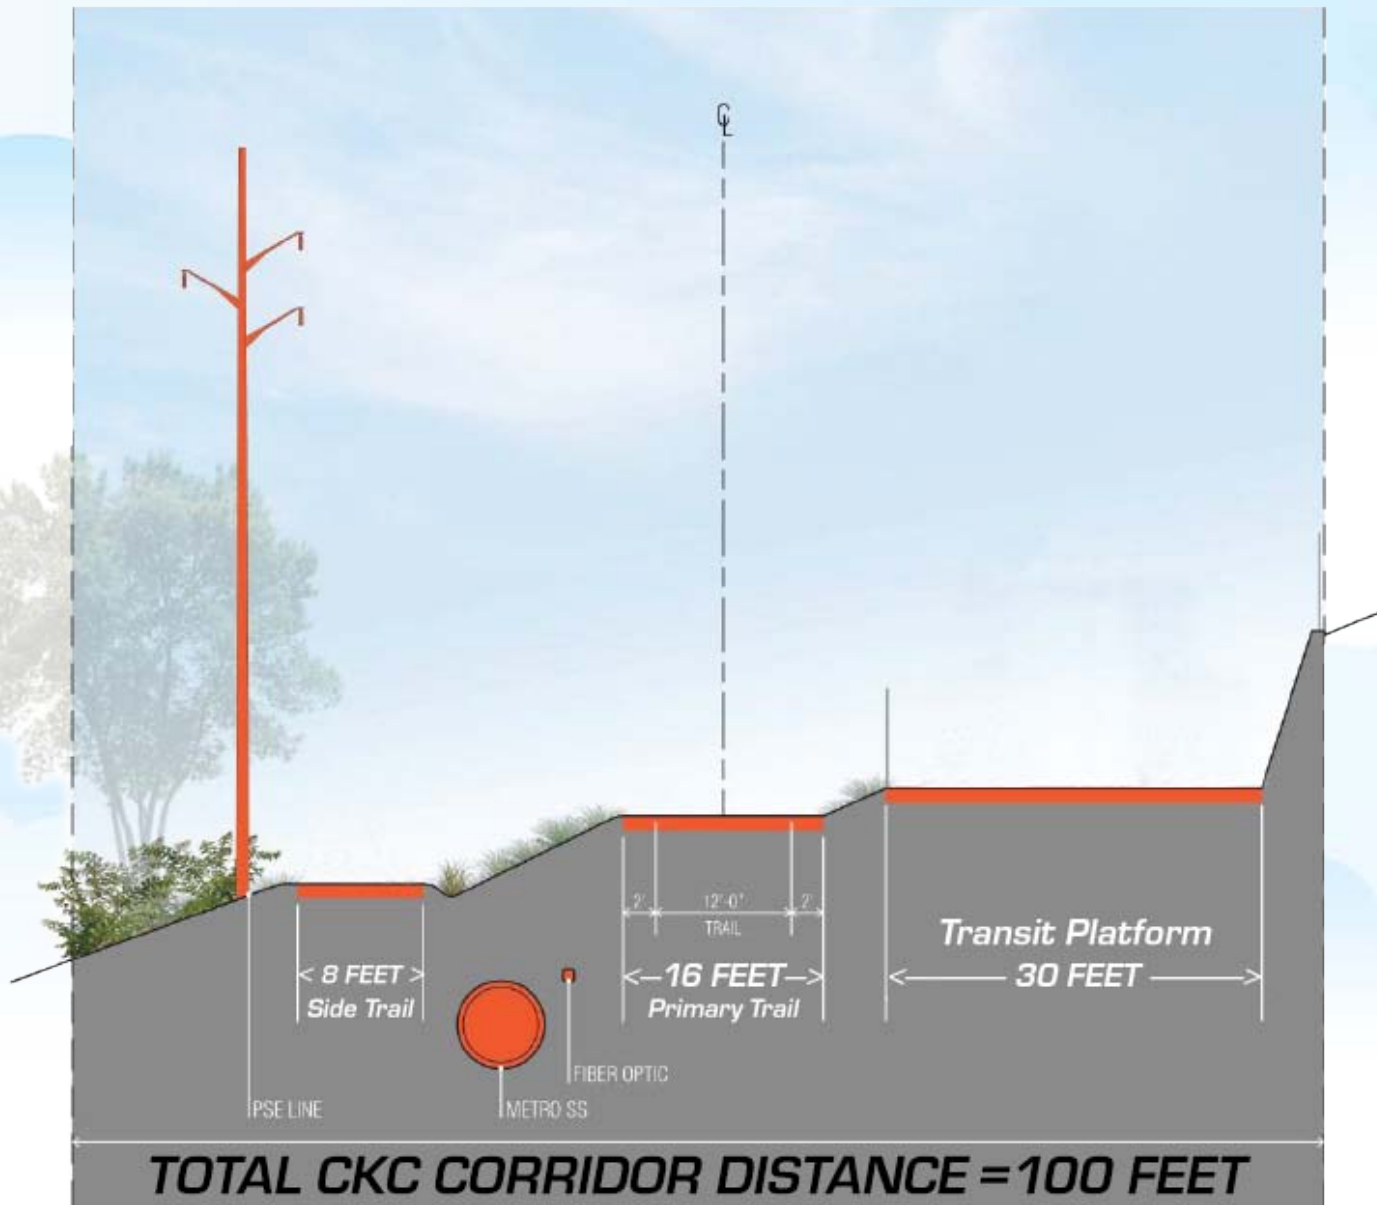 CL
2' 12'-0" 2'
TRAIL
Transit Platform
30 FEET
8 FEET
Side Trail
16 FEET
Primary Trail
FIBER OPTIC
PSE LINE
METRO SS
TOTAL CKC CORRIDOR DISTANCE = 100 FEET